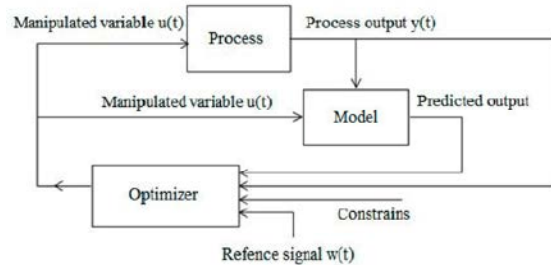 Manipulated variable u(t)
Process
Process output y(t)
Manipulated variable u(t)
Model
Predicted output
Optimizer
Constrains
Refence signal w(t)